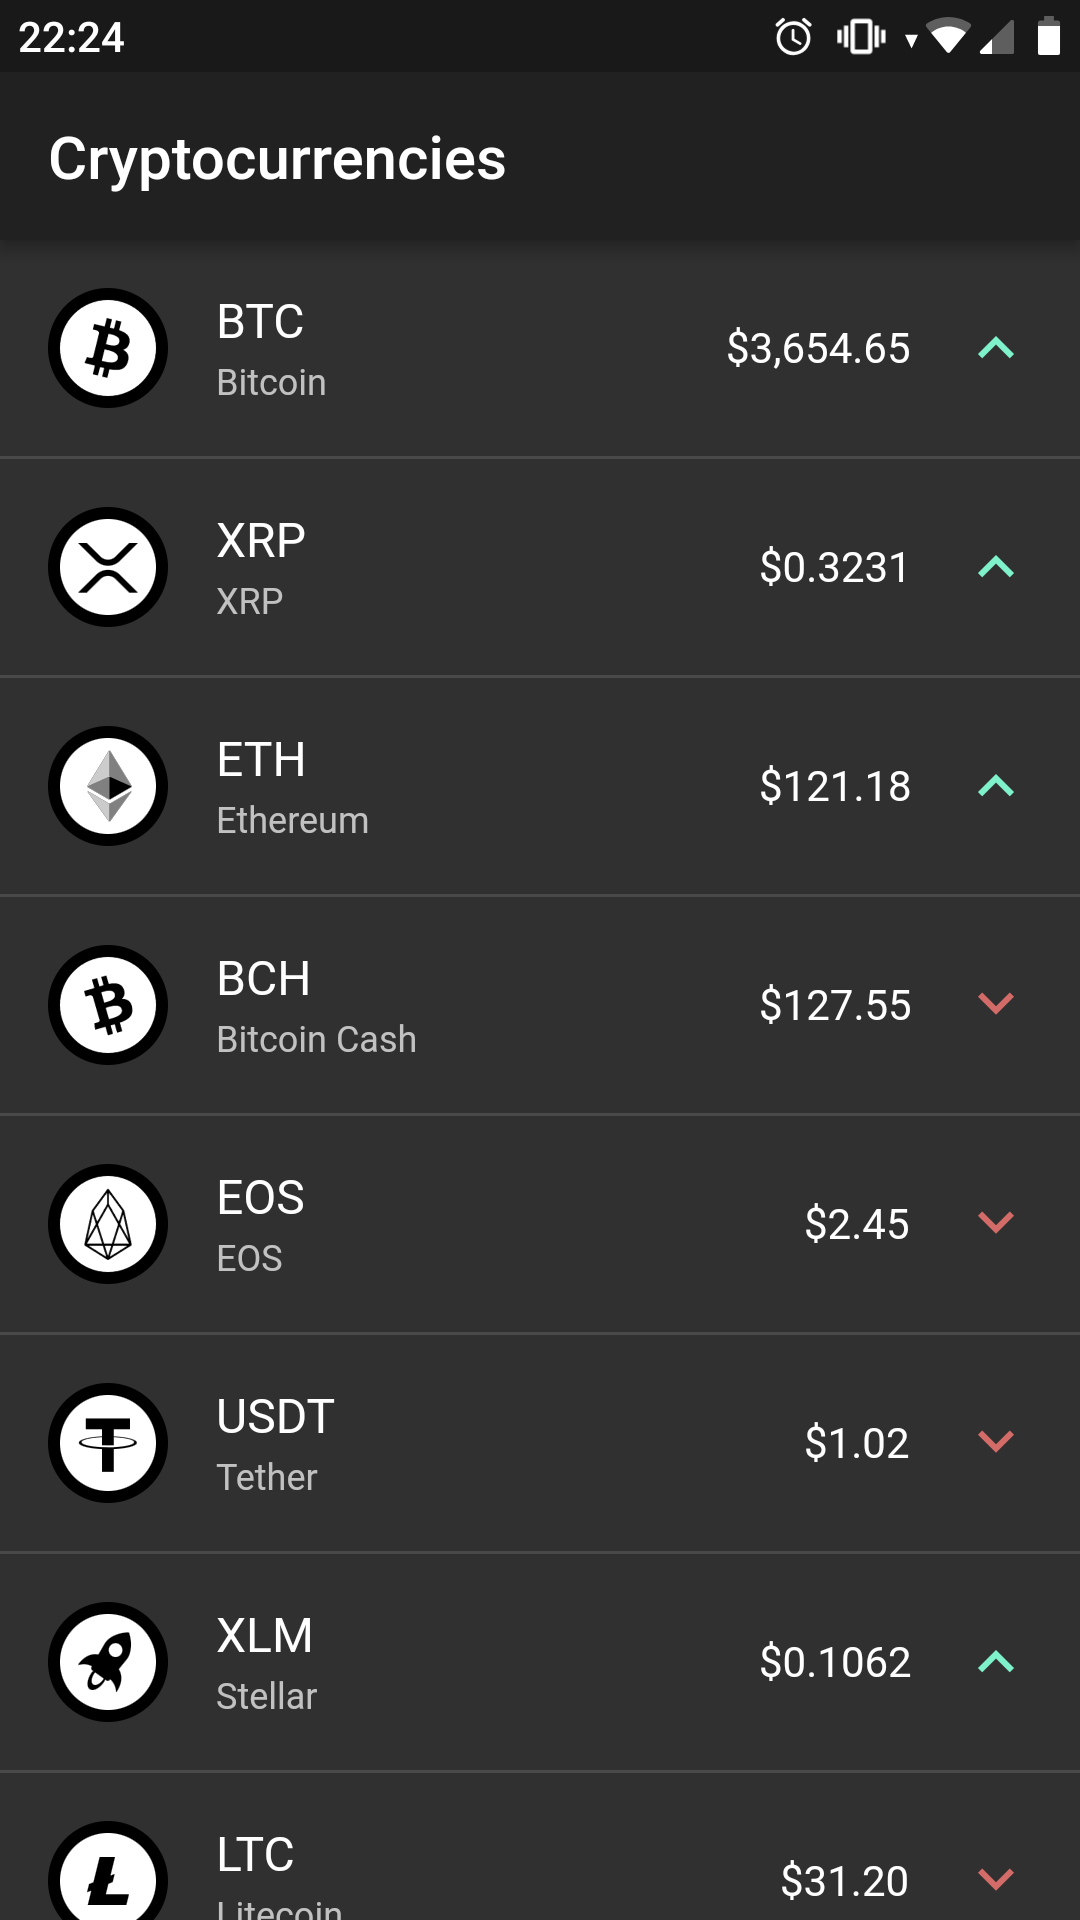 22:24
Cryptocurrencies
BTC
Bitcoin
$3,654.65
XRP
XRP
$0.3231
ETH
Ethereum
$121.18
BCH
Bitcoin Cash
$127.55
EOS
EOS
$2.45
USDT
Tether
$1.02
XLM
Stellar
$0.1062
LTC
Litecoin
$31.20